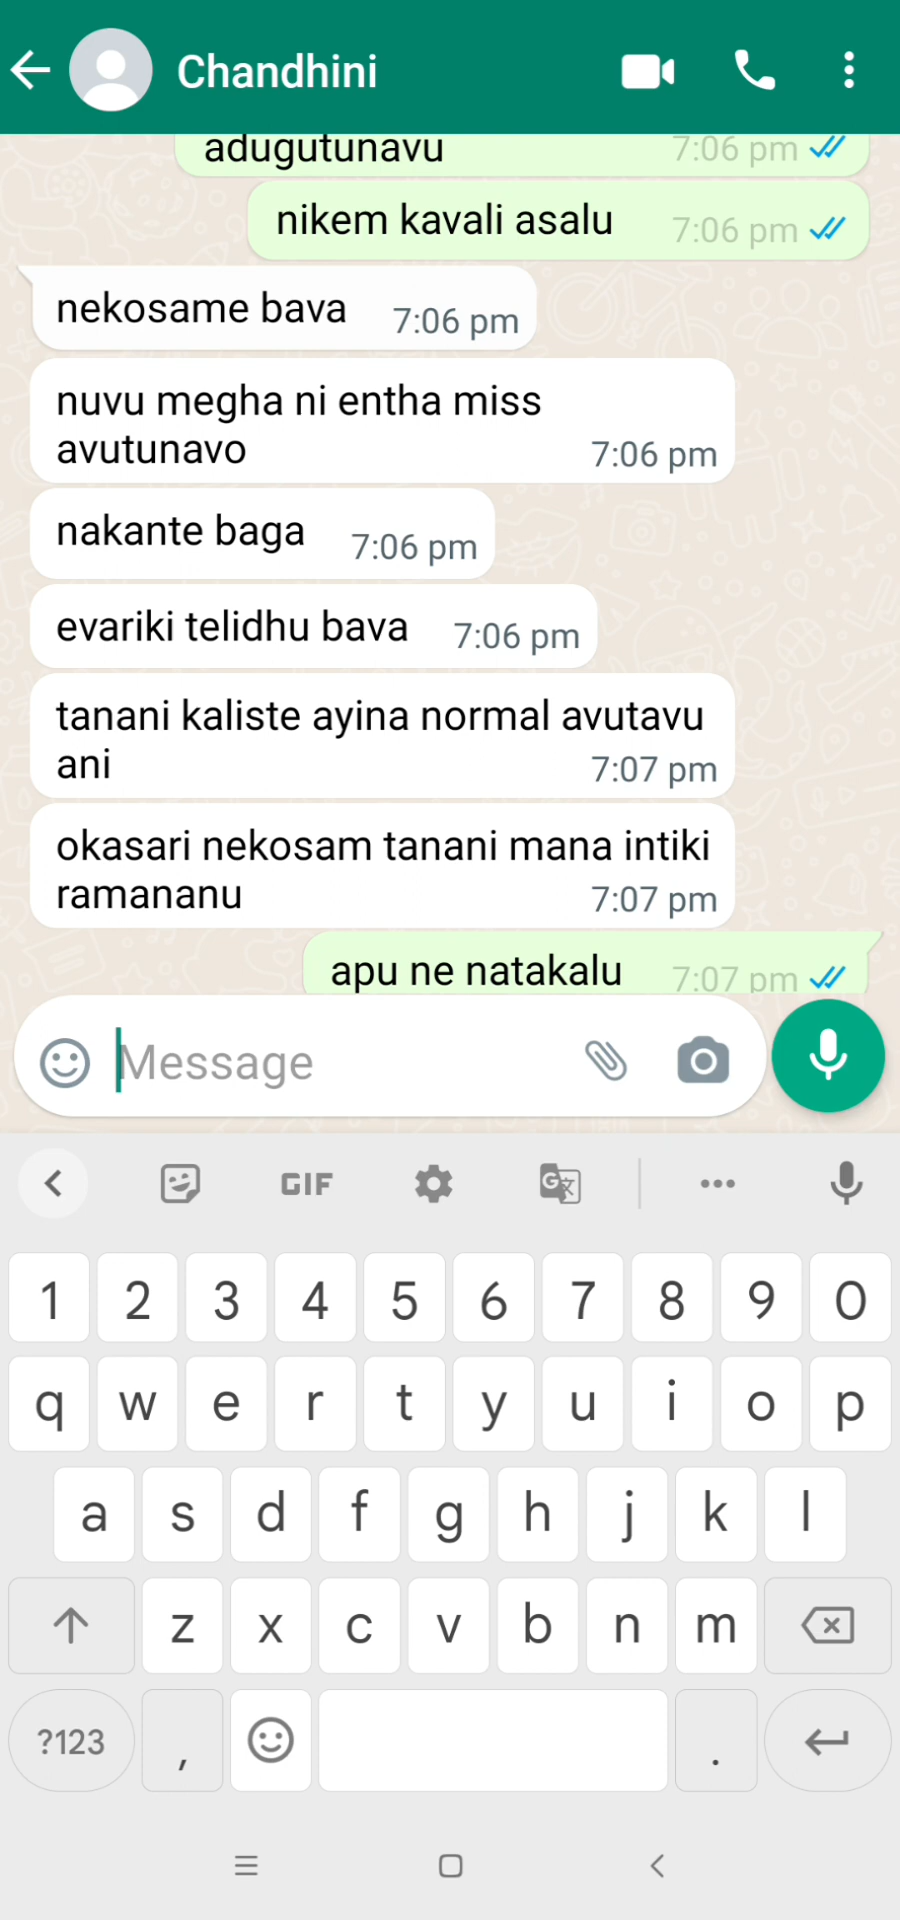 Chandhini
adugutunavu 7:06 pm
nikem kavali asalu 7:06 pm
nekosame bava 7:06 pm
nuvu megha ni entha miss
avutunavo 7:06 pm
nakante baga 7:06 pm
evariki telidhu bava 7:06 pm
tanani kaliste ayina normal avutavu
ani 7:07 pm
okasari nekosam tanani mana intiki
ramananu 7:07 pm
apu ne natakalu 7:07 pm
Message
GIF G
1 2 3 4 5 6 7 8 9 0
q w e r t y u i o p
a s d f g h j k l
z x c v b n m
?123 , .